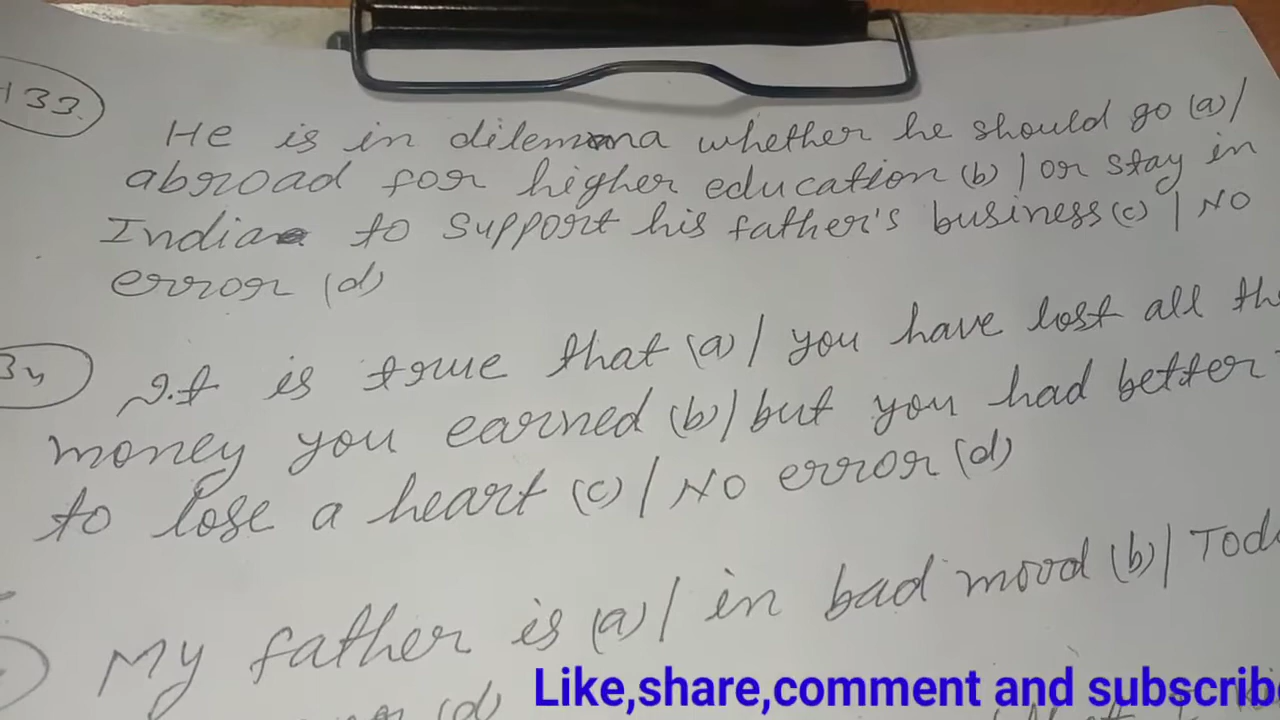 133.
He is in dilemma whether he should go (a)/
abroad for higher education (b) / or stay in
India to support his father's business (c) / NO
error (d)
34
It is true that (a) / you have lost all the
money you earned (b) / but you had better
to lose a heart (c) / NO error (d)
My father is (a) / in bad mood (b) / Tod
(d)
Like,share,comment and subscribe